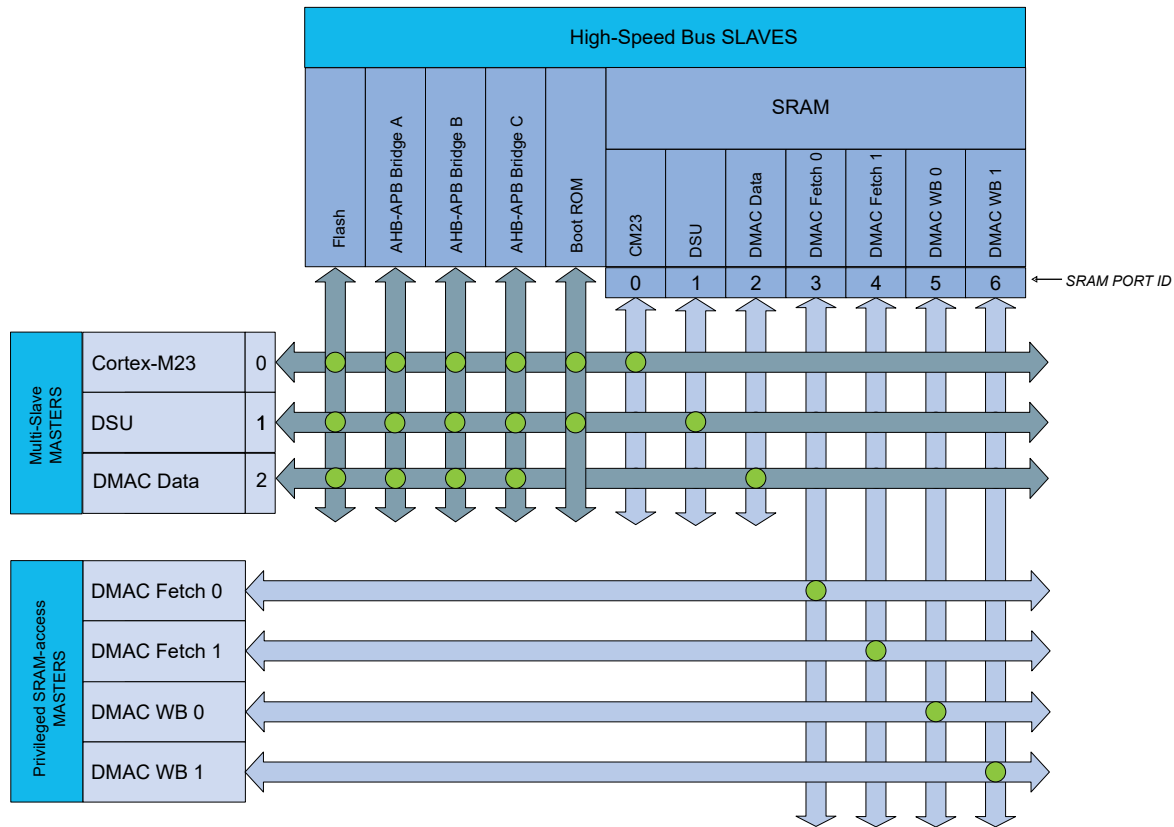 High-Speed Bus SLAVES
SRAM
Flash
AHB-APB Bridge A
AHB-APB Bridge B
AHB-APB Bridge C
Boot ROM
CM23
DSU
DMAC Data
DMAC Fetch 0
DMAC Fetch 1
DMAC WB 0
DMAC WB 1
0 1 2 3 4 5 6
SRAM PORT ID
Multi-Slave
MASTERS
Cortex-M23 0
DSU 1
DMAC Data 2
Privileged SRAM-access
MASTERS
DMAC Fetch 0
DMAC Fetch 1
DMAC WB 0
DMAC WB 1